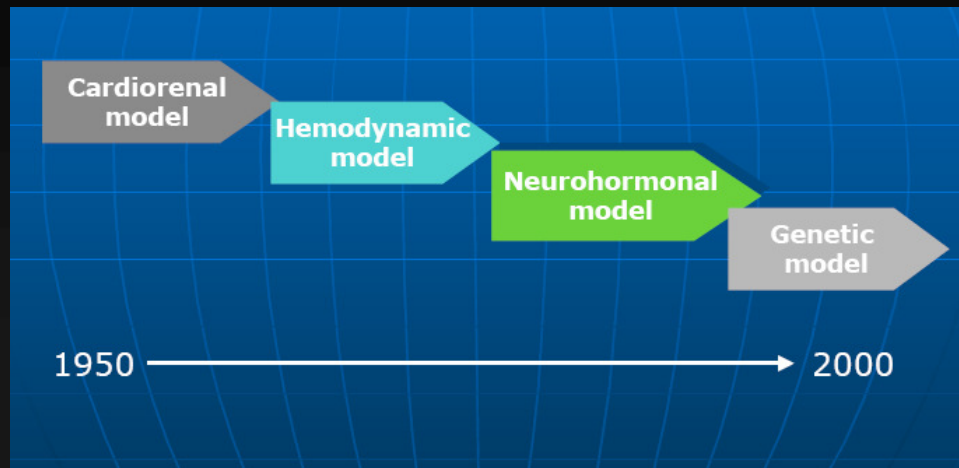 Cardiorenal
model
Hemodynamic
model
Neurohormonal
model
Genetic
model
1950
2000